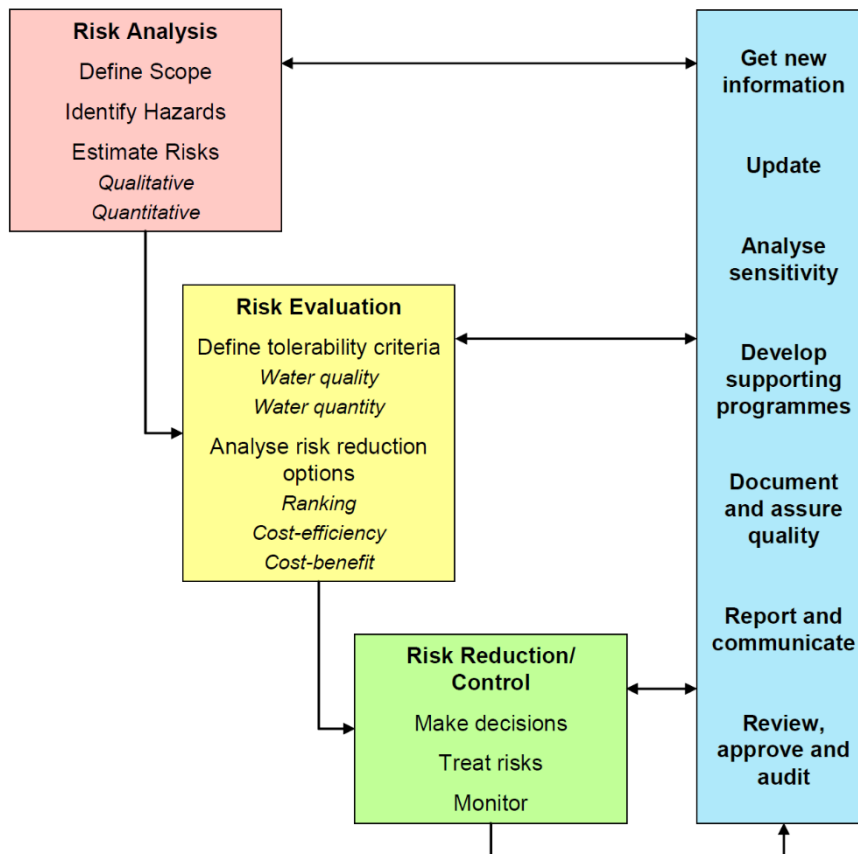 Risk Analysis
Define Scope
Identify Hazards
Estimate Risks
Qualitative
Quantitative
Risk Evaluation
Define tolerability criteria
Water quality
Water quantity
Analyse risk reduction
options
Ranking
Cost-efficiency
Cost-benefit
Risk Reduction/
Control
Make decisions
Treat risks
Monitor
Get new
information
Update
Analyse
sensitivity
Develop
supporting
programmes
Document
and assure
quality
Report and
communicate
Review,
approve and
audit